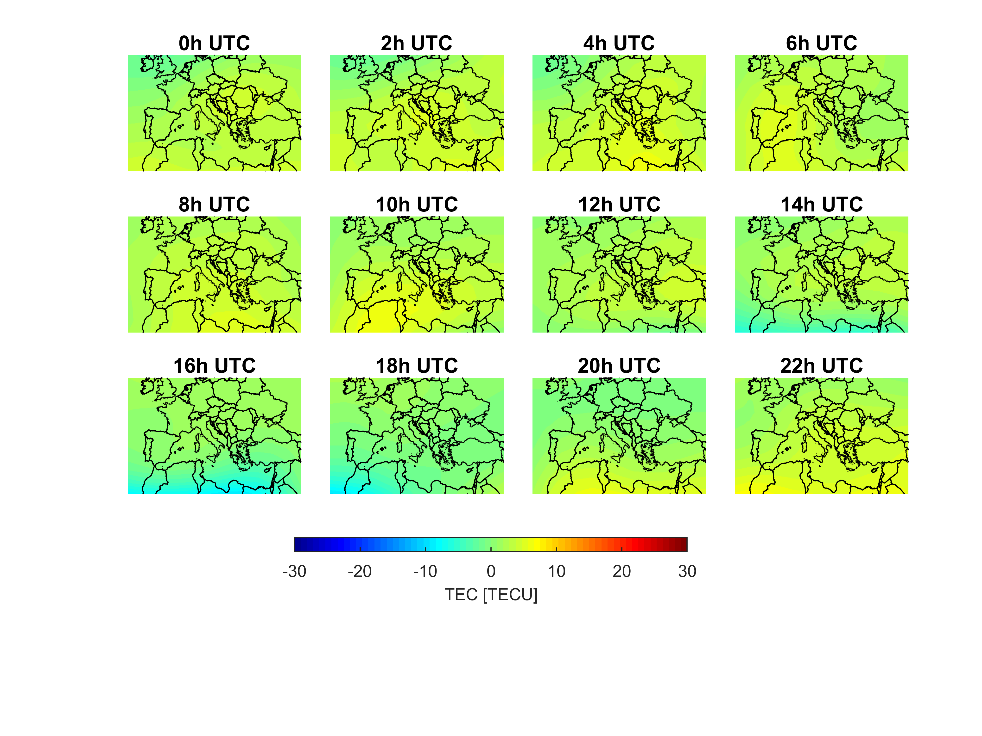 0h UTC 2h UTC 4h UTC 6h UTC
8h UTC 10h UTC 12h UTC 14h UTC
16h UTC 18h UTC 20h UTC 22h UTC
-30 -20 -10 0 10 20 30
TEC [TECU]